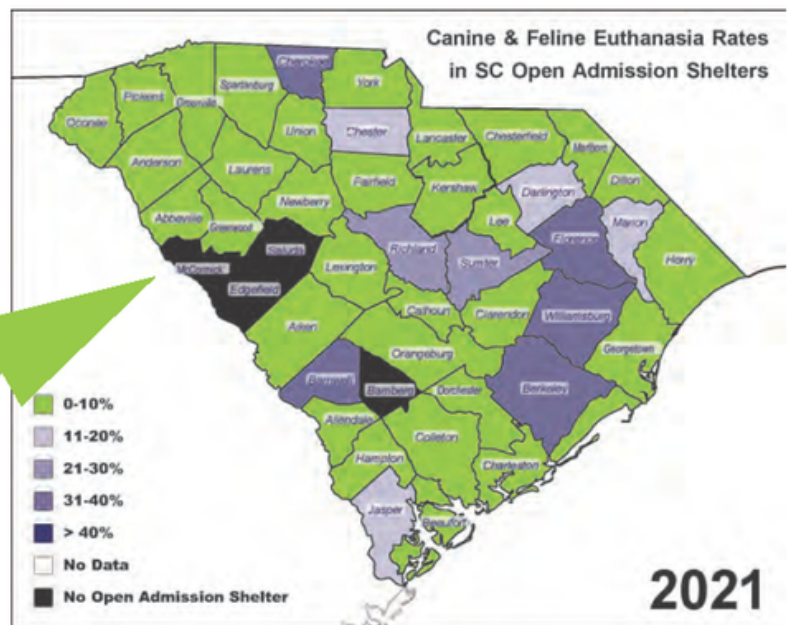 Canine & Feline Euthanasia Rates
in SC Open Admission Shelters
Cherokee
York
Spartanburg
Pickens
Greenville
Oconee
Union
Chester
Lancaster
Chesterfield
Marlboro
Anderson
Laurens
Dillon
Fairfield
Kershaw
Darlington
Newberry
Abbeville
Greenwood
Lee
Marion
Florence
Saluda
Richland
Sumter
McCormick
Lexington
Horry
Edgefield
Calhoun
Clarendon
Williamsburg
Aiken
Georgetown
Orangeburg
Barnwell
Bamberg
Dorchester
Berkeley
Allendale
Colleton
Hampton
Charleston
Jasper
Beaufort
0-10%
11-20%
21-30%
31-40%
> 40%
No Data
No Open Admission Shelter
2021